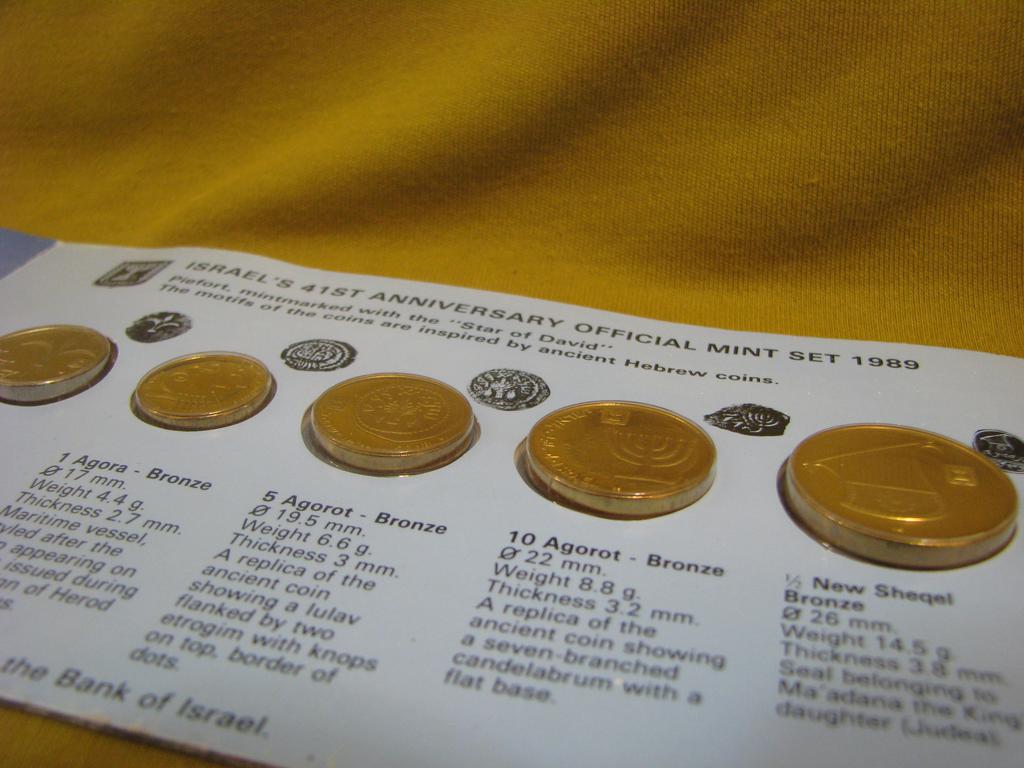 ISRAEL'S 41ST ANNIVERSARY OFFICIAL MINT SET 1989
Piefort, mintmarked with the "Star of David"
The motifs of the coins are inspired by ancient Hebrew coins.
1 Agora - Bronze
Ø 17 mm.
Weight 4.4 g.
Thickness 2.7 mm.
Maritime vessel,
after the
appearing on
issued during
of Herod
5 Agorot - Bronze
Ø 19.5 mm.
Weight 6.6 g.
Thickness 3 mm.
A replica of the
ancient coin
showing a lulav
flanked by two
etrogim with knops
on top, border of
dots.
10 Agorot - Bronze
Ø 22 mm.
Weight 8.8 g.
Thickness 3.2 mm.
A replica of the
ancient coin showing
a seven-branched
candelabrum with a
flat base.
½ New Sheqel
Bronze
Ø 26 mm.
Weight 14.5 g.
Thickness 3.8 mm.
Seal belonging to
Ma'adana the King
daughter (Judea)
the Bank of Israel.